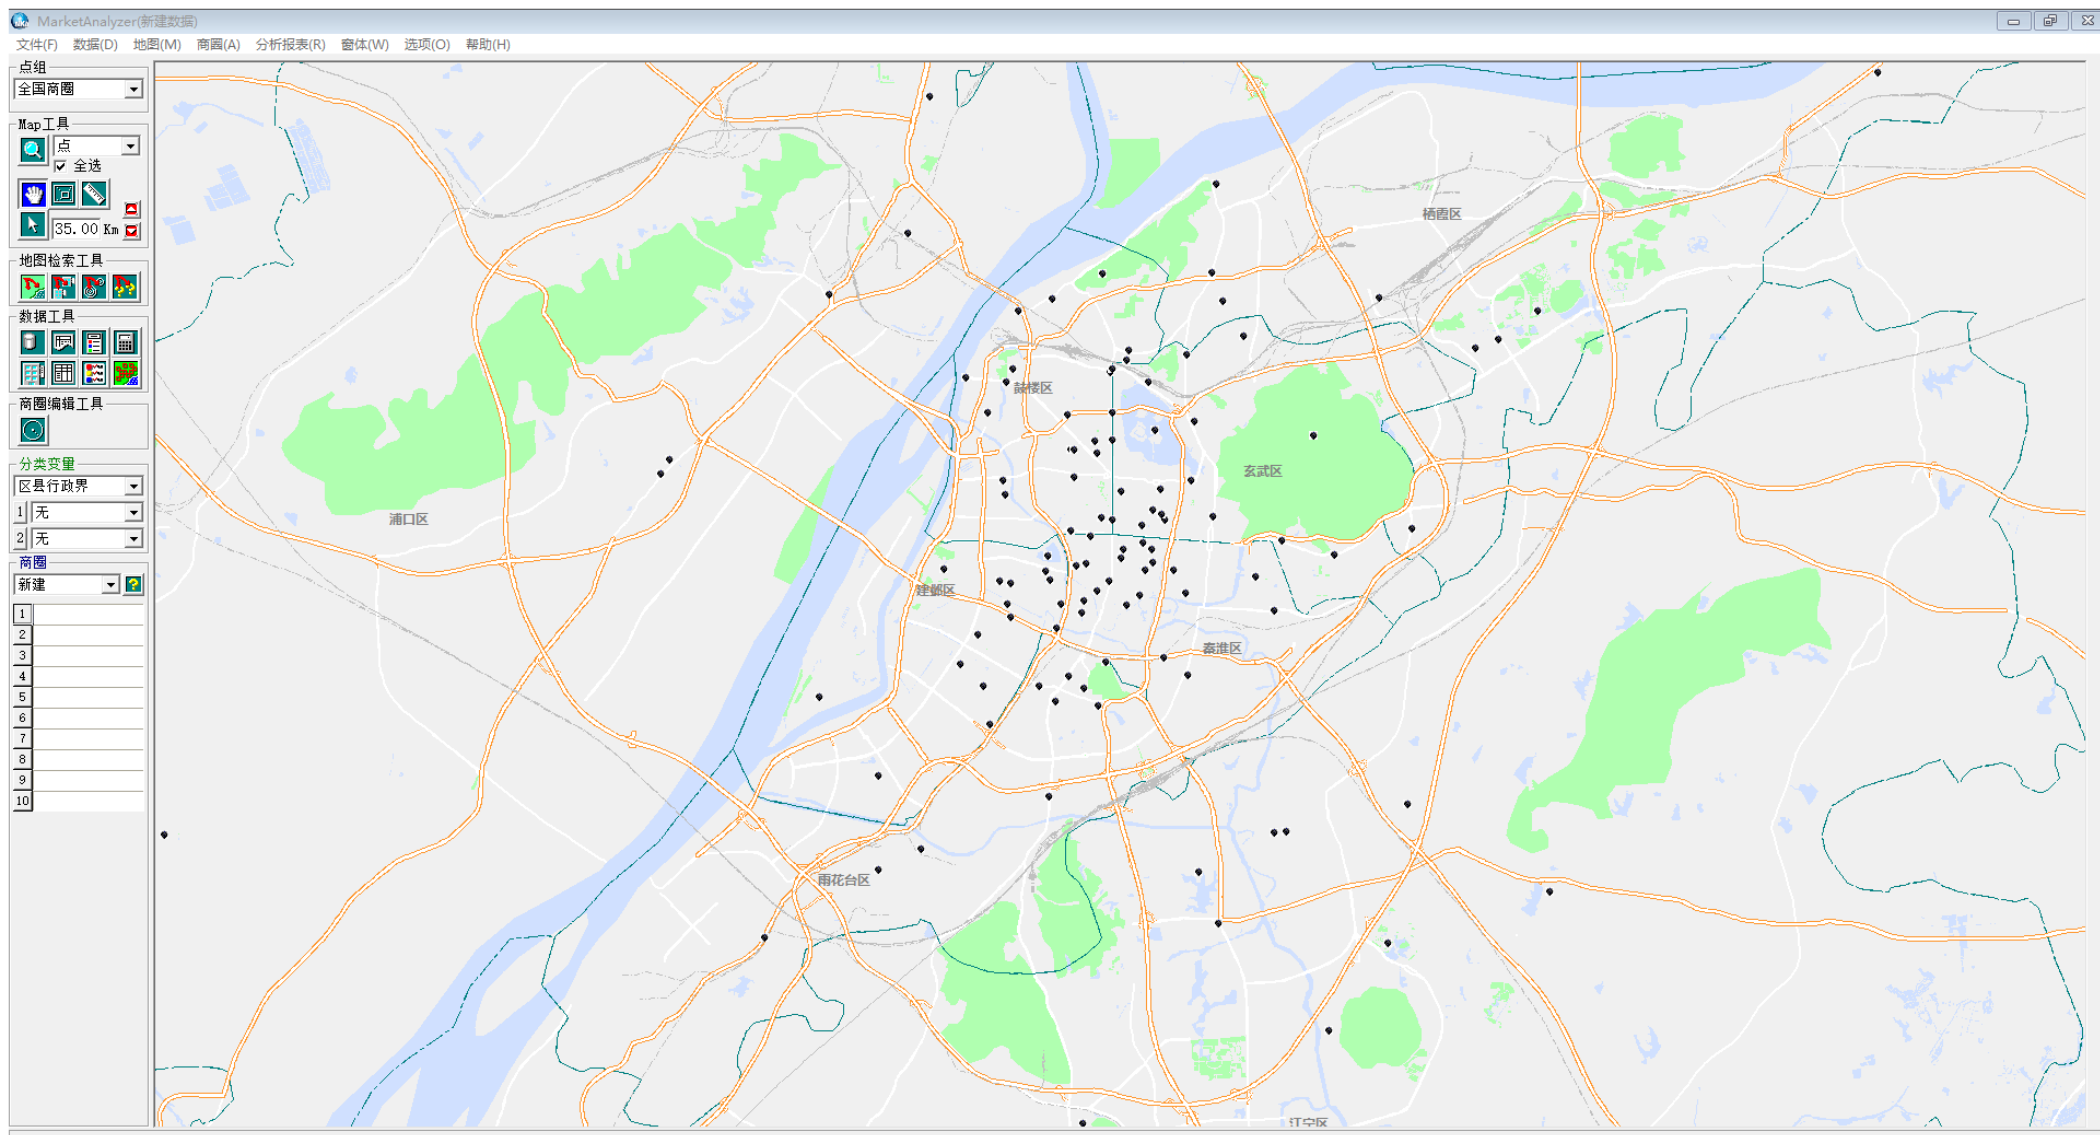 MarketAnalyzer(新建数据)
文件(F) 数据(D) 地图(M) 商圈(A) 分析报表(R) 窗体(W) 选项(O) 帮助(H)
点组
全国商圈
Map工具
点
全选
35.00 Km
地图检索工具
数据工具
商圈编辑工具
分类变量
区县行政界
1 无
2 无
商圈
新建
1
2
3
4
5
6
7
8
9
10
栖霞区
鼓楼区
玄武区
浦口区
建邺区
秦淮区
雨花台区
江宁区